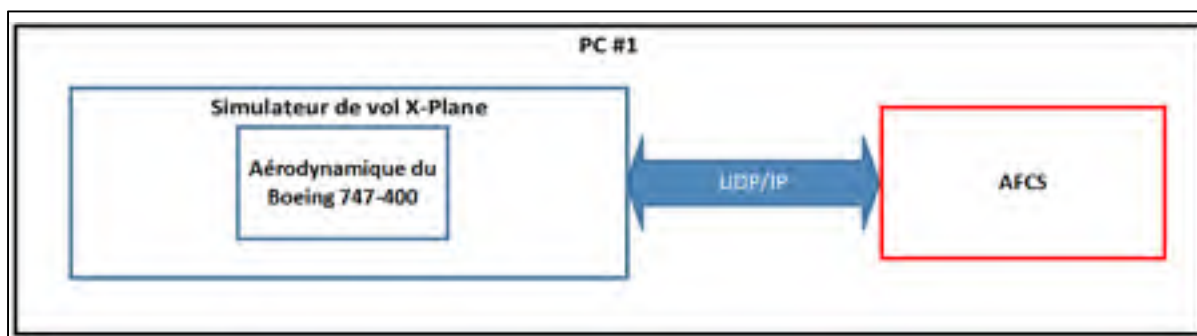 PC #1
Simulateur de vol X-Plane
Aérodynamique du
Boeing 747-400
UDP/IP
AFCS